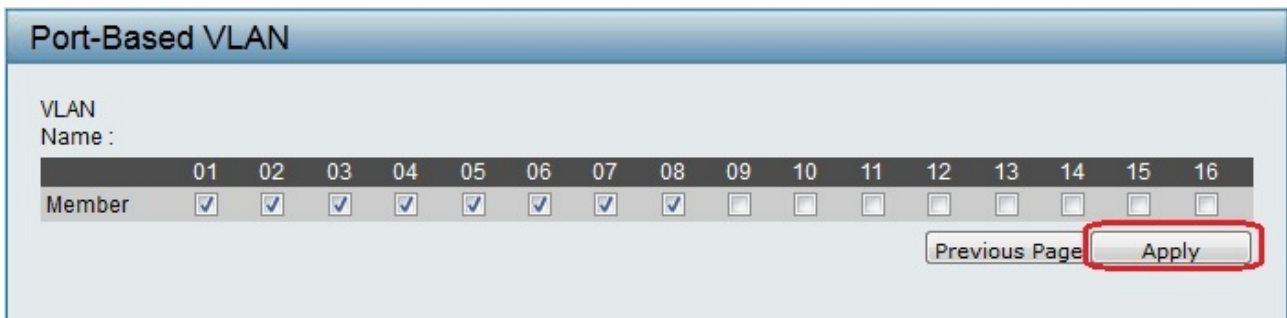 Port-Based VLAN
VLAN
Name :
01 02 03 04 05 06 07 08 09 10 11 12 13 14 15 16
Member
Previous Page Apply